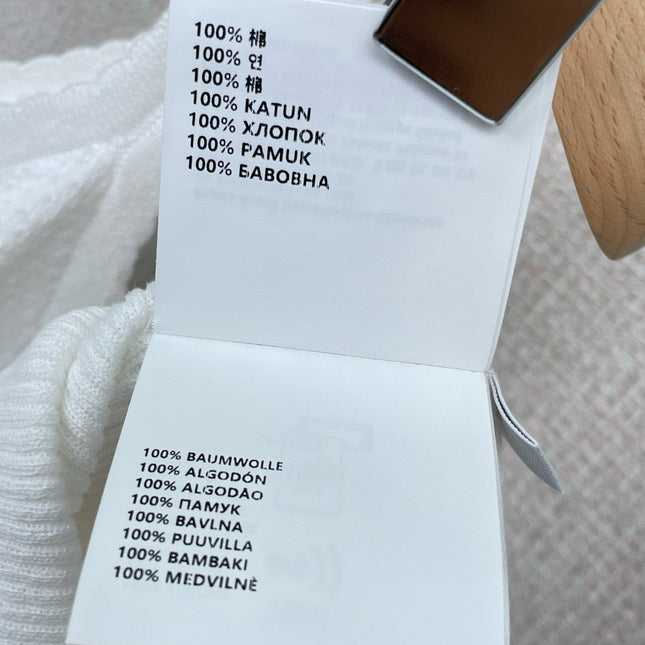 100% 棉
100% 면
100% 棉
100% KATUN
100% ХЛОПОК
100% PAMUK
100% БАВОВНА
100% BAUMWOLLE
100% ALGODÓN
100% ALGODÃO
100% ПАМУК
100% BAVLNA
100% PUUVILLA
100% BAMBAKI
100% MEDVILNĖ